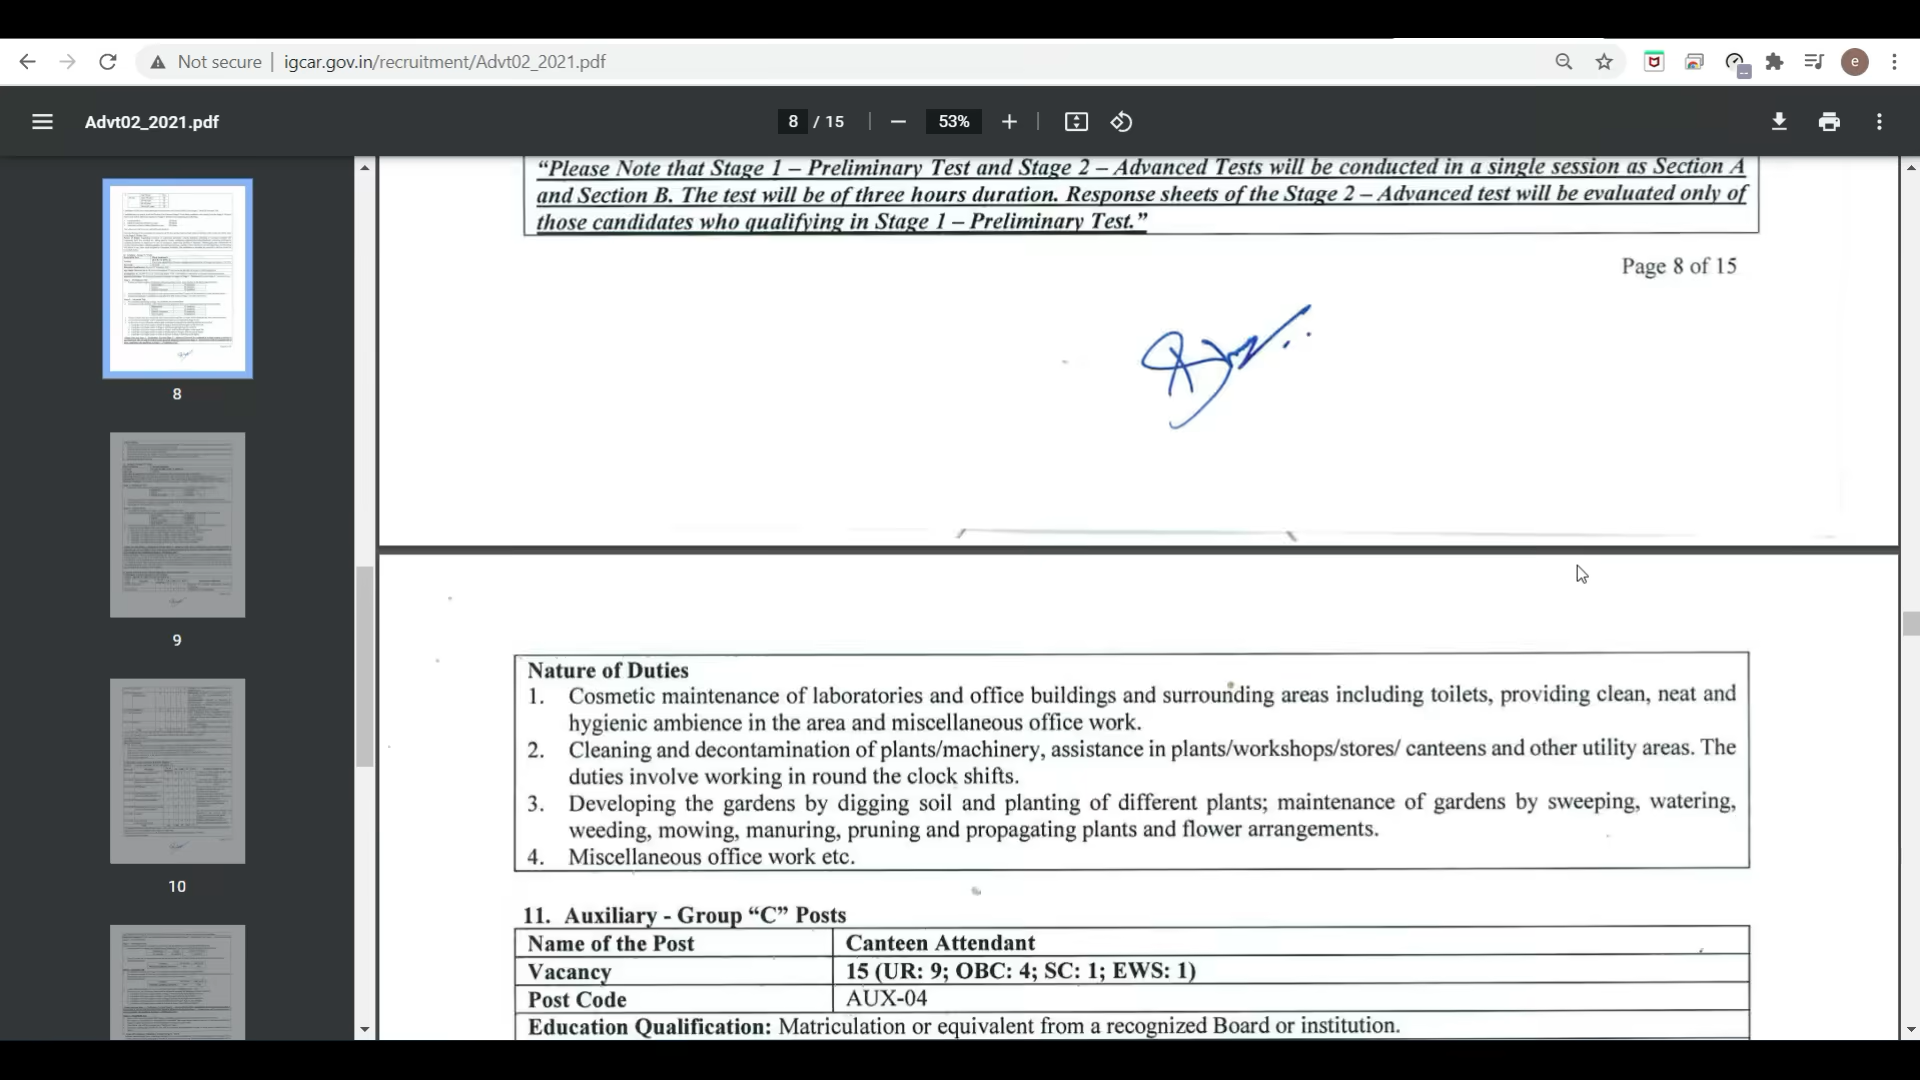 Not secure igcar.gov.in/recruitment/Advt02_2021.pdf e
Advt02_2021.pdf 8 / 15 53%
“Please Note that Stage 1 – Preliminary Test and Stage 2 – Advanced Tests will be conducted in a single session as Section A
and Section B. The test will be of three hours duration. Response sheets of the Stage 2 – Advanced test will be evaluated only of
those candidates who qualifying in Stage 1 – Preliminary Test.”
Page 8 of 15
8
9
10
Nature of Duties
1. Cosmetic maintenance of laboratories and office buildings and surrounding areas including toilets, providing clean, neat and
hygienic ambience in the area and miscellaneous office work.
2. Cleaning and decontamination of plants/machinery, assistance in plants/workshops/stores/ canteens and other utility areas. The
duties involve working in round the clock shifts.
3. Developing the gardens by digging soil and planting of different plants; maintenance of gardens by sweeping, watering,
weeding, mowing, manuring, pruning and propagating plants and flower arrangements.
4. Miscellaneous office work etc.
11. Auxiliary - Group “C” Posts
Name of the Post Canteen Attendant
Vacancy 15 (UR: 9; OBC: 4; SC: 1; EWS: 1)
Post Code AUX-04
Education Qualification: Matriculation or equivalent from a recognized Board or institution.